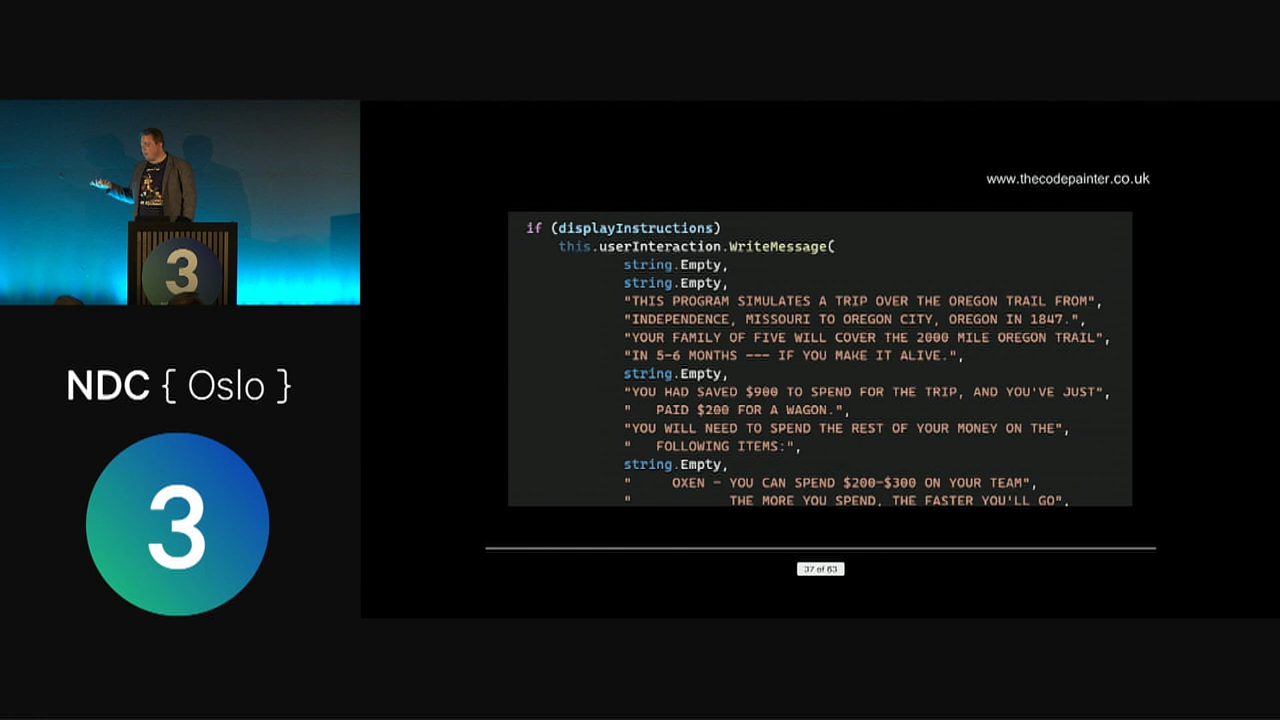 www.thecodepainter.co.uk
if (displayInstructions)
this.userInteraction.WriteMessage(
string.Empty,
string.Empty,
"THIS PROGRAM SIMULATES A TRIP OVER THE OREGON TRAIL FROM",
"INDEPENDENCE, MISSOURI TO OREGON CITY, OREGON IN 1847.",
"YOUR FAMILY OF FIVE WILL COVER THE 2000 MILE OREGON TRAIL",
"IN 5-6 MONTHS --- IF YOU MAKE IT ALIVE.",
string.Empty,
"YOU HAD SAVED $900 TO SPEND FOR THE TRIP, AND YOU'VE JUST",
"   PAID $200 FOR A WAGON.",
"YOU WILL NEED TO SPEND THE REST OF YOUR MONEY ON THE",
"   FOLLOWING ITEMS:",
string.Empty,
"     OXEN - YOU CAN SPEND $200-$300 ON YOUR TEAM",
"            THE MORE YOU SPEND, THE FASTER YOU'LL GO",
37 of 63
3
NDC { Oslo }
3